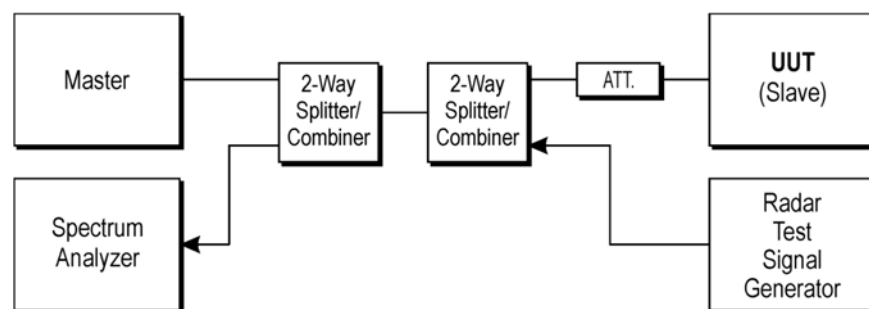 Master
2-Way
Splitter/
Combiner
2-Way
Splitter/
Combiner
ATT.
UUT
(Slave)
Spectrum
Analyzer
Radar
Test
Signal
Generator